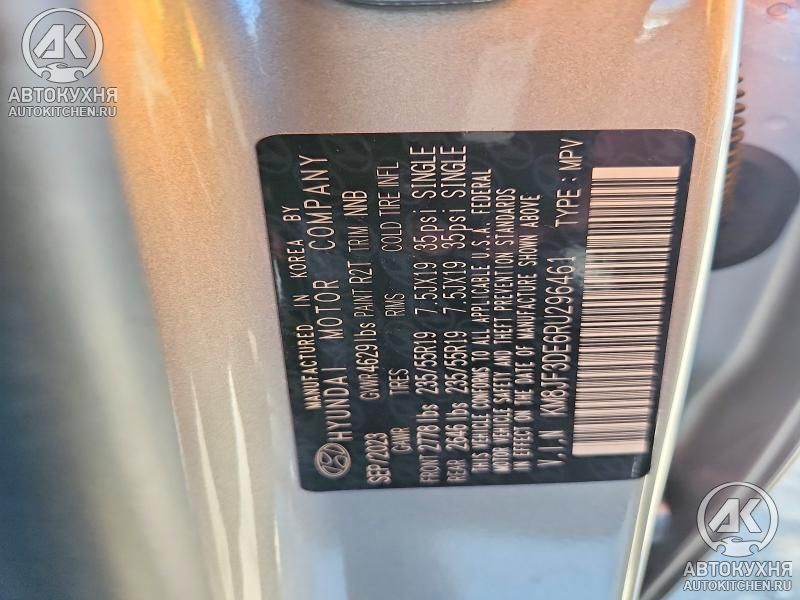 АВТОКУХНЯ
AUTOKITCHEN.RU
MANUFACTURED IN KOREA BY
HYUNDAI MOTOR COMPANY
SEP/2023 GVWR4629 lbs PAINT R2T TRIM NNB
GAWR TIRES RIMS COLD TIRE INFL
FRONT 2778 lbs 235/55R19 7.5JX19 35psi SINGLE
REAR 2646 lbs 235/55R19 7.5JX19 35psi SINGLE
THIS VEHICLE CONFORMS TO ALL APPLICABLE U.S.A. FEDERAL
MOTOR VEHICLE SAFETY AND THEFT PREVENTION STANDARDS
IN EFFECT ON THE DATE OF MANUFACTURE SHOWN ABOVE
V.I.N KM8JF3DE6RU296461 TYPE : MPV
АВТОКУХНЯ
AUTOKITCHEN.RU